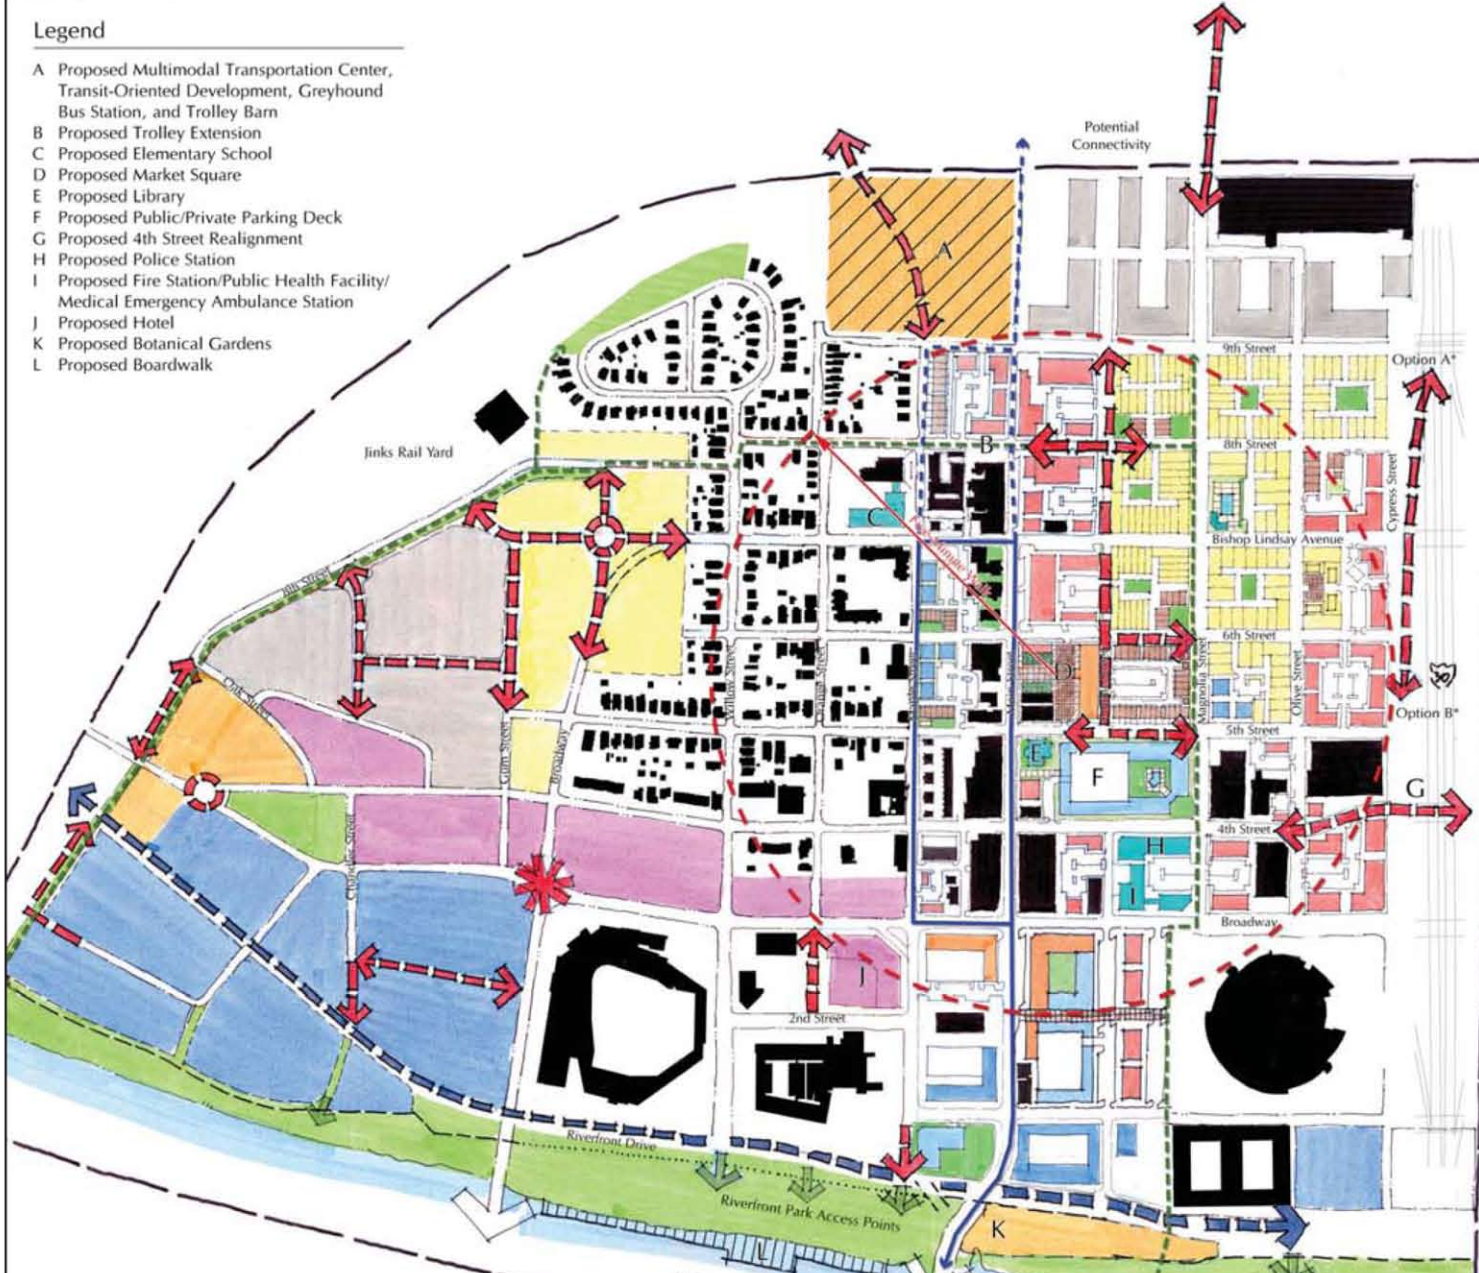 Legend
A Proposed Multimodal Transportation Center,
Transit-Oriented Development, Greyhound
Bus Station, and Trolley Barn
B Proposed Trolley Extension
C Proposed Elementary School
D Proposed Market Square
E Proposed Library
F Proposed Public/Private Parking Deck
G Proposed 4th Street Realignment
H Proposed Police Station
I Proposed Fire Station/Public Health Facility/
Medical Emergency Ambulance Station
J Proposed Hotel
K Proposed Botanical Gardens
L Proposed Boardwalk
Potential
Connectivity
A
9th Street
Option A*
Jinks Rail Yard
B
8th Street
Cypress Street
C
Bishop Lindsay Avenue
8th Street
6th Street
D
Oak Street
Willow Street
Magnolia Street
Olive Street
Option B*
5th Street
Broadway
E
F
G
4th Street
H
I
Broadway
J
2nd Street
Riverfront Drive
Riverfront Park Access Points
K
L